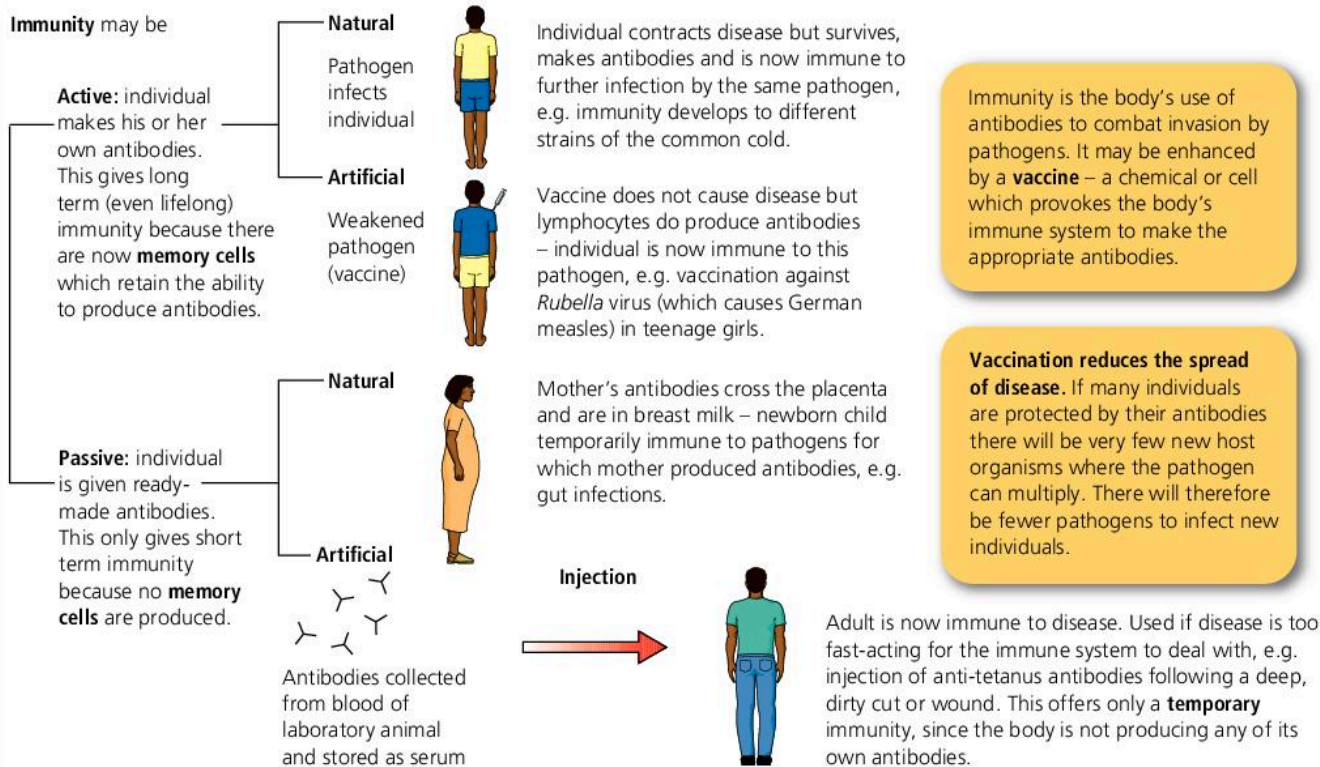 Immunity may be
Active: individual
makes his or her
own antibodies.
This gives long
term (even lifelong)
immunity because there
are now memory cells
which retain the ability
to produce antibodies.
Natural
Pathogen
infects
individual
Individual contracts disease but survives,
makes antibodies and is now immune to
further infection by the same pathogen,
e.g. immunity develops to different
strains of the common cold.
Artificial
Weakened
pathogen
(vaccine)
Vaccine does not cause disease but
lymphocytes do produce antibodies
– individual is now immune to this
pathogen, e.g. vaccination against
Rubella virus (which causes German
measles) in teenage girls.
Passive: individual
is given ready-
made antibodies.
This only gives short
term immunity
because no memory
cells are produced.
Natural
Mother's antibodies cross the placenta
and are in breast milk – newborn child
temporarily immune to pathogens for
which mother produced antibodies, e.g.
gut infections.
Artificial
Antibodies collected
from blood of
laboratory animal
and stored as serum
Injection
Adult is now immune to disease. Used if disease is too
fast-acting for the immune system to deal with, e.g.
injection of anti-tetanus antibodies following a deep,
dirty cut or wound. This offers only a temporary
immunity, since the body is not producing any of its
own antibodies.
Immunity is the body's use of
antibodies to combat invasion by
pathogens. It may be enhanced
by a vaccine – a chemical or cell
which provokes the body's
immune system to make the
appropriate antibodies.
Vaccination reduces the spread
of disease. If many individuals
are protected by their antibodies
there will be very few new host
organisms where the pathogen
can multiply. There will therefore
be fewer pathogens to infect new
individuals.